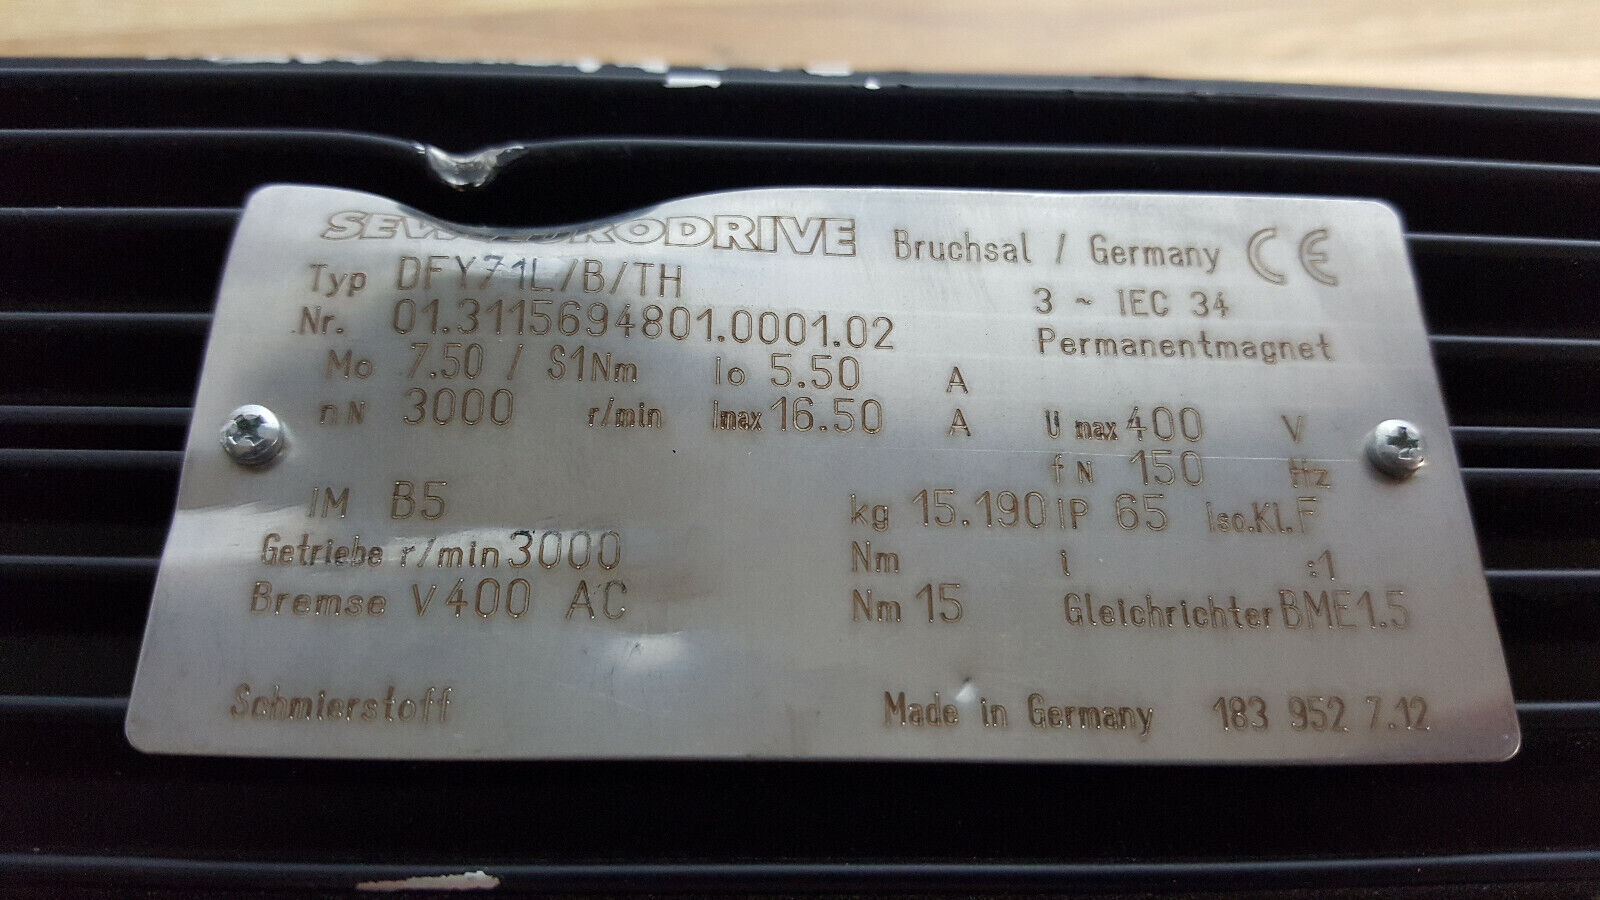 SEW-EURODRIVE Bruchsal / Germany CE
Typ DFY71L/B/TH 3 ~ IEC 34
Nr. 01.3115694801.0001.02 Permanentmagnet
Mo 7.50 / S1Nm Io 5.50 A
nN 3000 r/min Imax 16.50 A U max 400 V
fN 150 Hz
IM B5 kg 15.190 IP 65 Iso.Kl. F
Getriebe r/min 3000 Nm i :1
Bremse V 400 AC Nm 15 Gleichrichter BME1.5
Schmierstoff Made in Germany 183 952 7.12